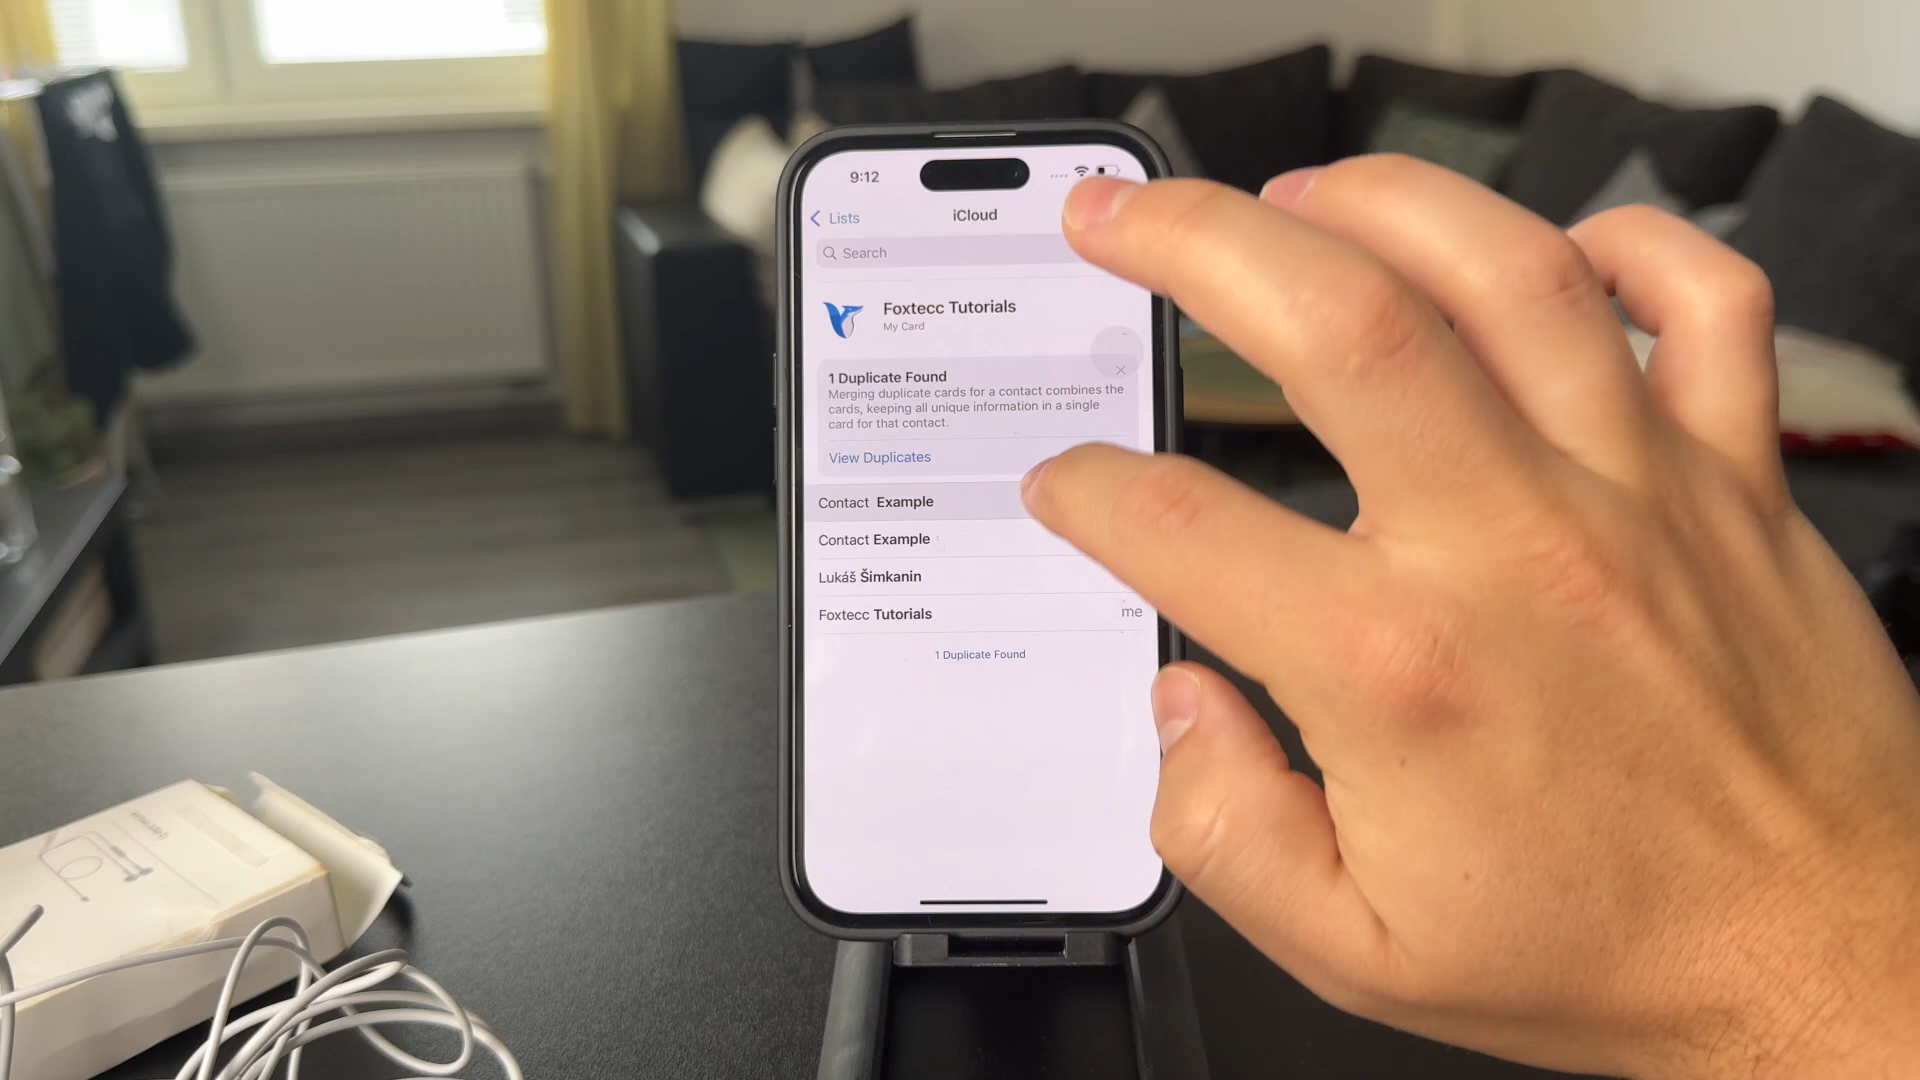 9:12
Lists
iCloud
Search
Foxtecc Tutorials
My Card
1 Duplicate Found
Merging duplicate cards for a contact combines the
cards, keeping all unique information in a single
card for that contact.
View Duplicates
Contact Example
Contact Example
Lukáš Šimkanin
Foxtecc Tutorials me
1 Duplicate Found